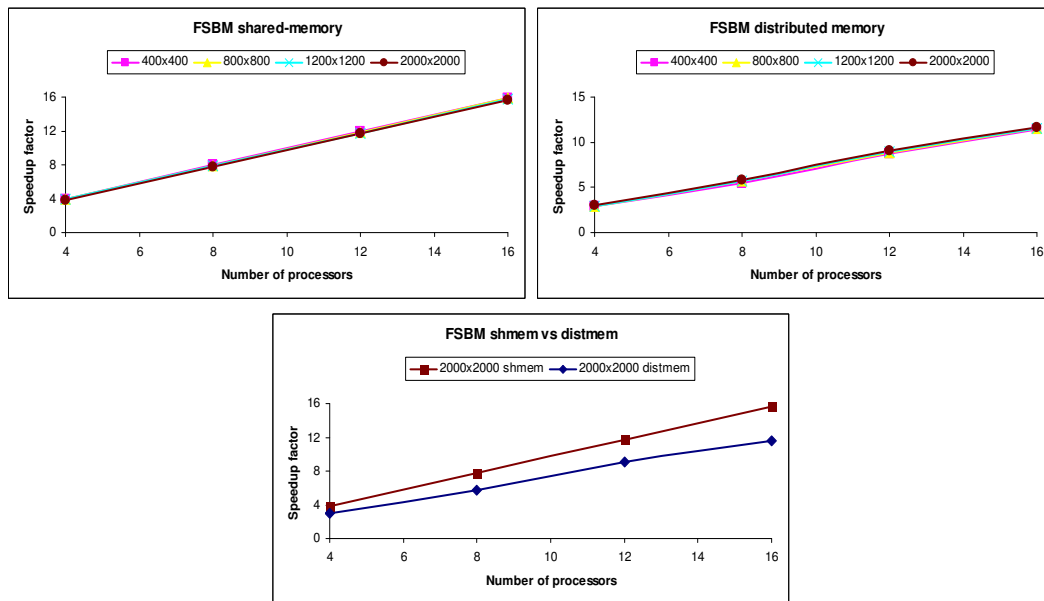 FSBM shared-memory
400x400 800x800 1200x1200 2000x2000
16
12
8
4
0
Speedup factor
4 6 8 10 12 14 16
Number of processors
FSBM distributed memory
400x400 800x800 1200x1200 2000x2000
15
10
5
0
Speedup factor
4 6 8 10 12 14 16
Number of processors
FSBM shmem vs distmem
2000x2000 shmem 2000x2000 distmem
16
12
8
4
0
Speedup factor
4 6 8 10 12 14 16
Number of processors